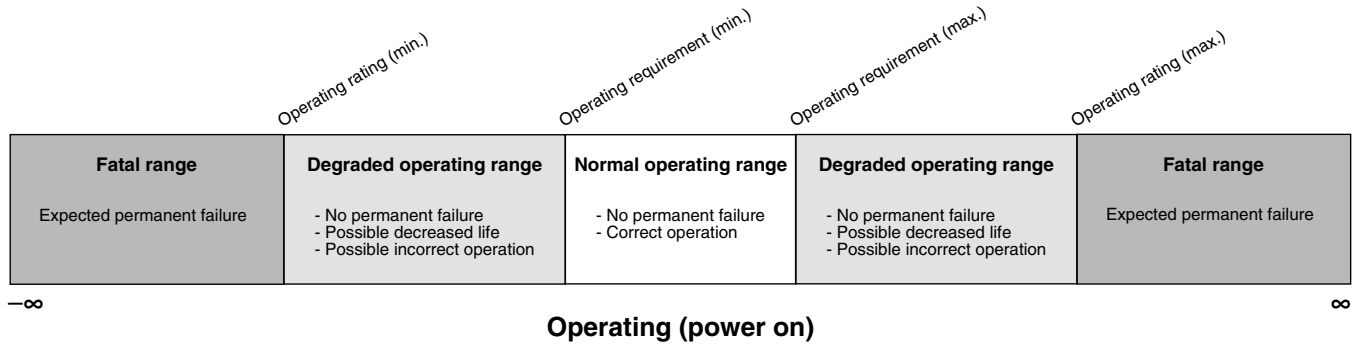 Operating rating (min.)
Operating requirement (min.)
Operating requirement (max.)
Operating rating (max.)
Fatal range
Expected permanent failure
Degraded operating range
- No permanent failure
- Possible decreased life
- Possible incorrect operation
Normal operating range
- No permanent failure
- Correct operation
Degraded operating range
- No permanent failure
- Possible decreased life
- Possible incorrect operation
Fatal range
Expected permanent failure
–∞
∞
Operating (power on)